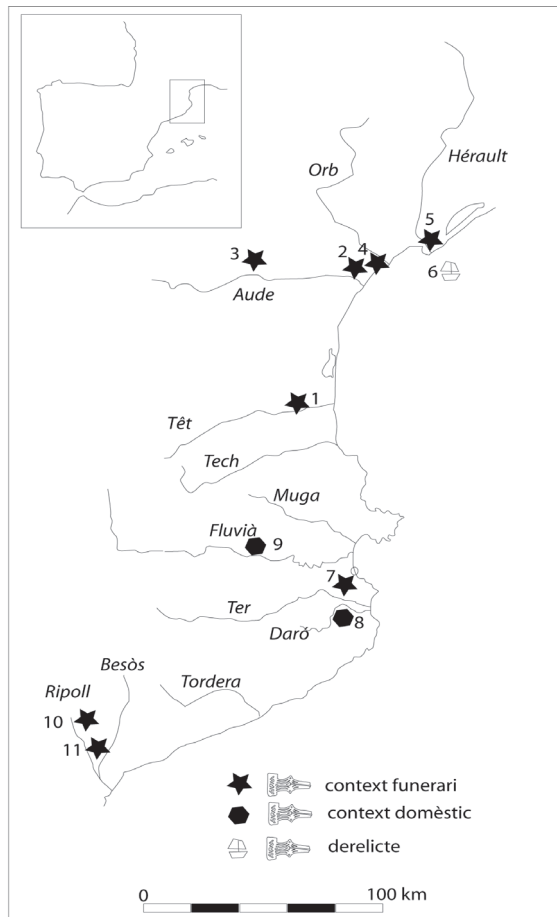 Hérault
Orb
5
3
2
4
6
Aude
1
Têt
Tech
Muga
Fluvià
9
7
Ter
8
Daró
Besòs
Tordera
Ripoll
10
11
context funerari
context domèstic
derelicte
0
100 km